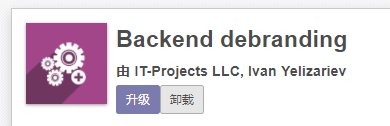 Backend debranding
由 IT-Projects LLC, Ivan Yelizariev
升级 卸载